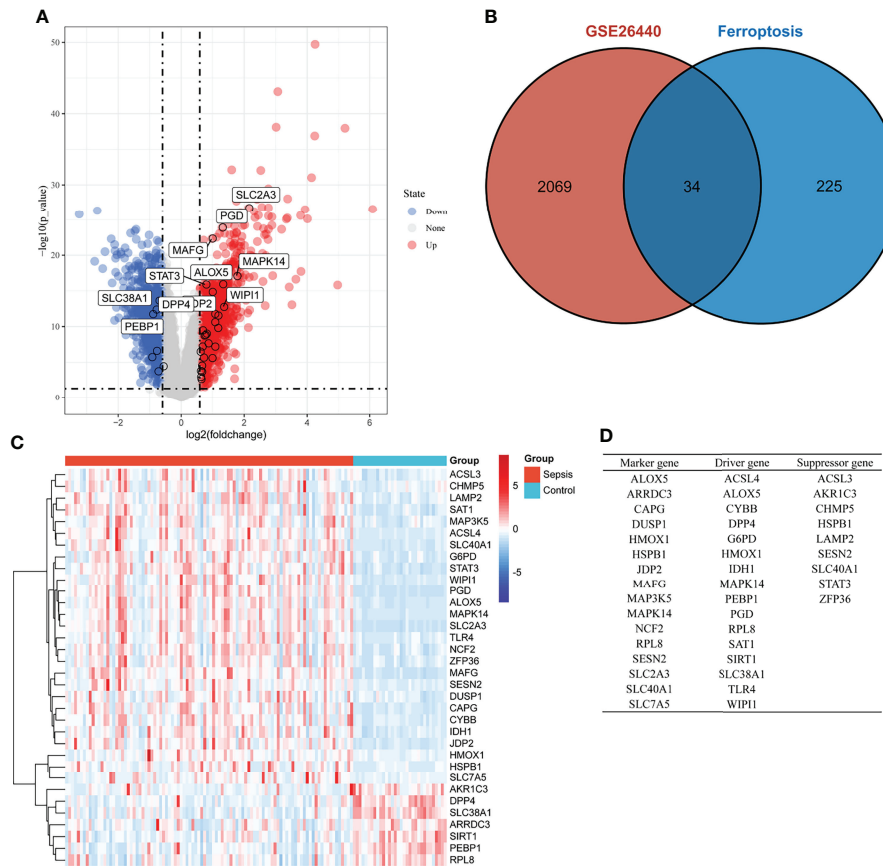 A
50
40
30
20
10
0
-log10(p_value)
-2
0
2
4
6
log2(foldchange)
SLC2A3
PGD
MAFG
MAPK14
STAT3
ALOX5
SLC38A1
DPP4
DP2
WIPI1
PEBP1
State
Down
None
Up
B
GSE26440
Ferroptosis
2069
34
225
C
Group
ACSL3
CHMP5
LAMP2
SAT1
MAP3K5
ACSL4
SLC40A1
G6PD
STAT3
WIPI1
PGD
ALOX5
MAPK14
SLC2A3
TLR4
NCF2
ZFP36
MAFG
SESN2
DUSP1
CAPG
CYBB
IDH1
JDP2
HMOX1
HSPB1
SLC7A5
AKR1C3
DPP4
SLC38A1
ARRDC3
SIRT1
PEBP1
RPL8
5
0
-5
Group
Sepsis
Control
D
Marker gene Driver gene Suppressor gene
ALOX5 ACSL4 ACSL3
ARRDC3 ALOX5 AKR1C3
CAPG CYBB CHMP5
DUSP1 DPP4 HSPB1
HMOX1 G6PD LAMP2
HSPB1 HMOX1 SESN2
JDP2 IDH1 SLC40A1
MAFG MAPK14 STAT3
MAP3K5 PEBP1 ZFP36
MAPK14 PGD
NCF2 RPL8
RPL8 SAT1
SESN2 SIRT1
SLC2A3 SLC38A1
SLC40A1 TLR4
SLC7A5 WIPI1